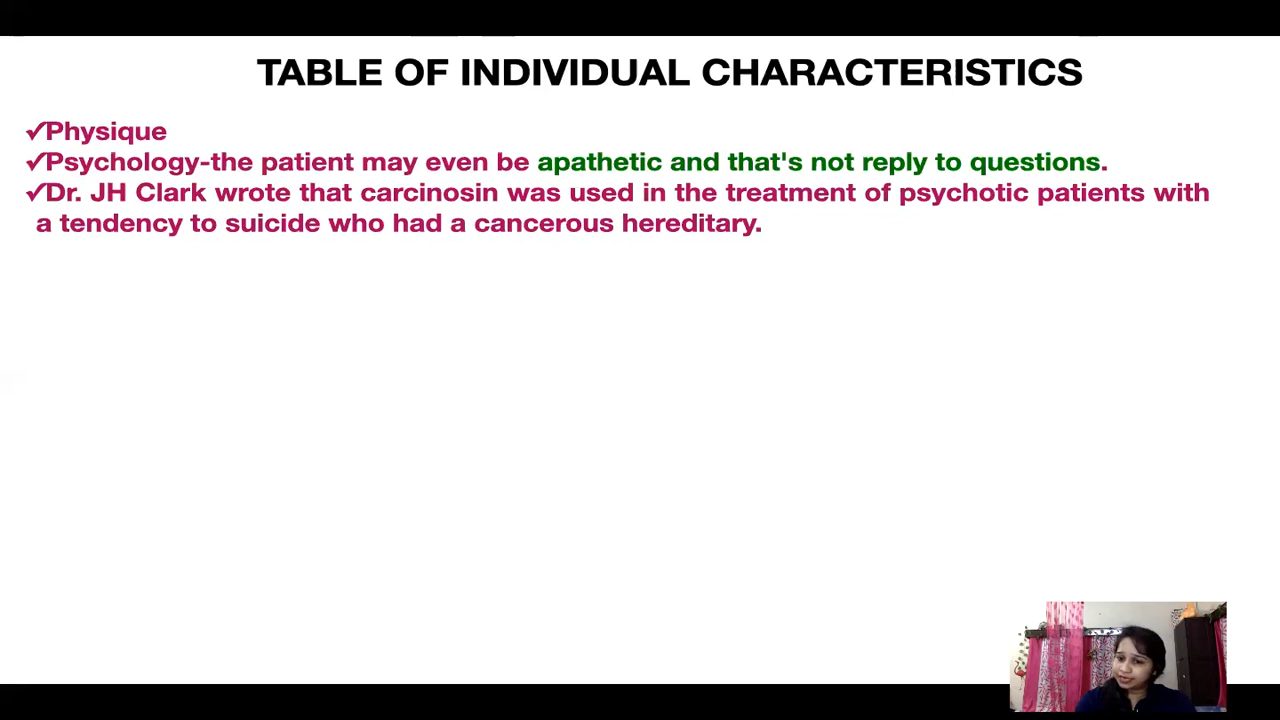 TABLE OF INDIVIDUAL CHARACTERISTICS
✓Physique
✓Psychology-the patient may even be apathetic and that's not reply to questions.
✓Dr. JH Clark wrote that carcinosin was used in the treatment of psychotic patients with
a tendency to suicide who had a cancerous hereditary.